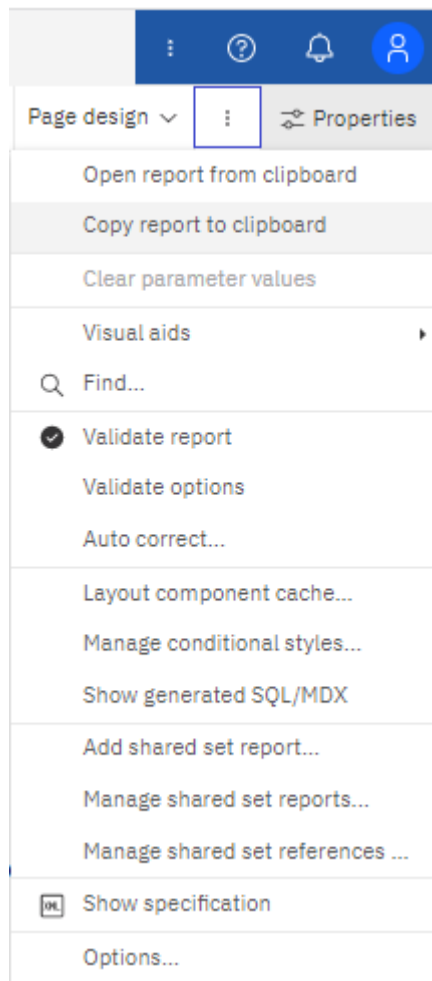 Page design
Properties
Open report from clipboard
Copy report to clipboard
Clear parameter values
Visual aids
Find...
Validate report
Validate options
Auto correct...
Layout component cache...
Manage conditional styles...
Show generated SQL/MDX
Add shared set report...
Manage shared set reports...
Manage shared set references ...
Show specification
Options...